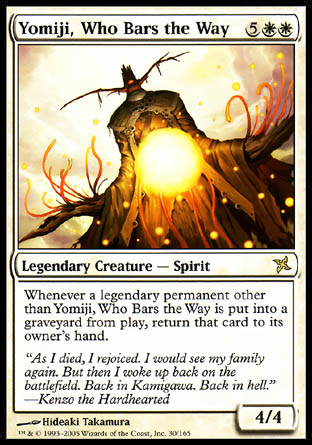 Yomiji, Who Bars the Way 5
Legendary Creature — Spirit
Whenever a legendary permanent other
than Yomiji, Who Bars the Way is put into
a graveyard from play, return that card to its
owner's hand.
"As I died, I rejoiced. I would see my family
again. But then I woke up back on the
battlefield. Back in Kamigawa. Back in hell."
—Kenzo the Hardhearted
Hideaki Takamura
™ & © 1993–2005 Wizards of the Coast, Inc. 30/165
4/4